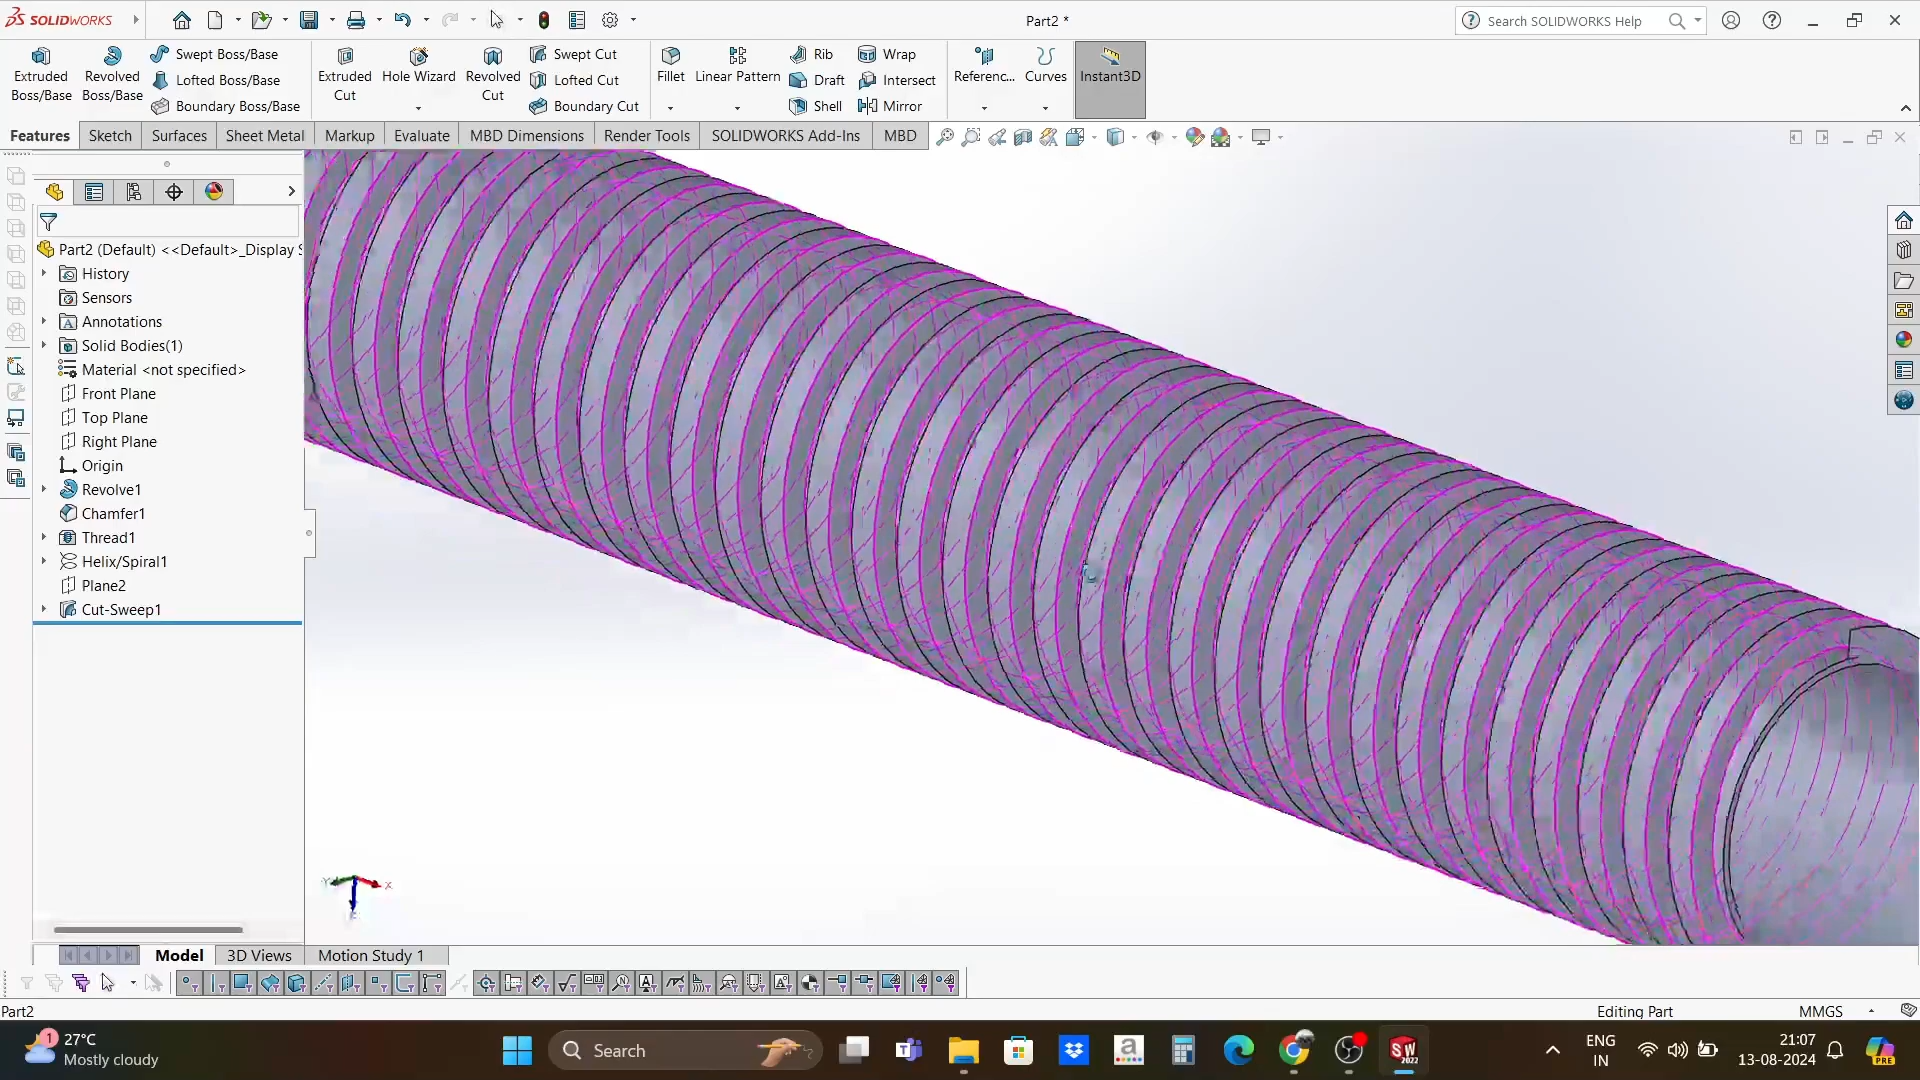 SOLIDWORKS
Part2 *
Search SOLIDWORKS Help
Extruded Boss/Base
Revolved Boss/Base
Swept Boss/Base
Lofted Boss/Base
Boundary Boss/Base
Extruded Cut
Hole Wizard
Revolved Cut
Swept Cut
Lofted Cut
Boundary Cut
Fillet
Linear Pattern
Rib
Draft
Shell
Wrap
Intersect
Mirror
Referenc...
Curves
Instant3D
Features
Sketch
Surfaces
Sheet Metal
Markup
Evaluate
MBD Dimensions
Render Tools
SOLIDWORKS Add-Ins
MBD
Part2 (Default) <<Default>_Display S
History
Sensors
Annotations
Solid Bodies(1)
Material <not specified>
Front Plane
Top Plane
Right Plane
Origin
Revolve1
Chamfer1
Thread1
Helix/Spiral1
Plane2
Cut-Sweep1
X
Model
3D Views
Motion Study 1
Part2
Editing Part
MMGS
1
27°C
Mostly cloudy
Search
SW
2022
ENG
IN
21:07
13-08-2024
PRE